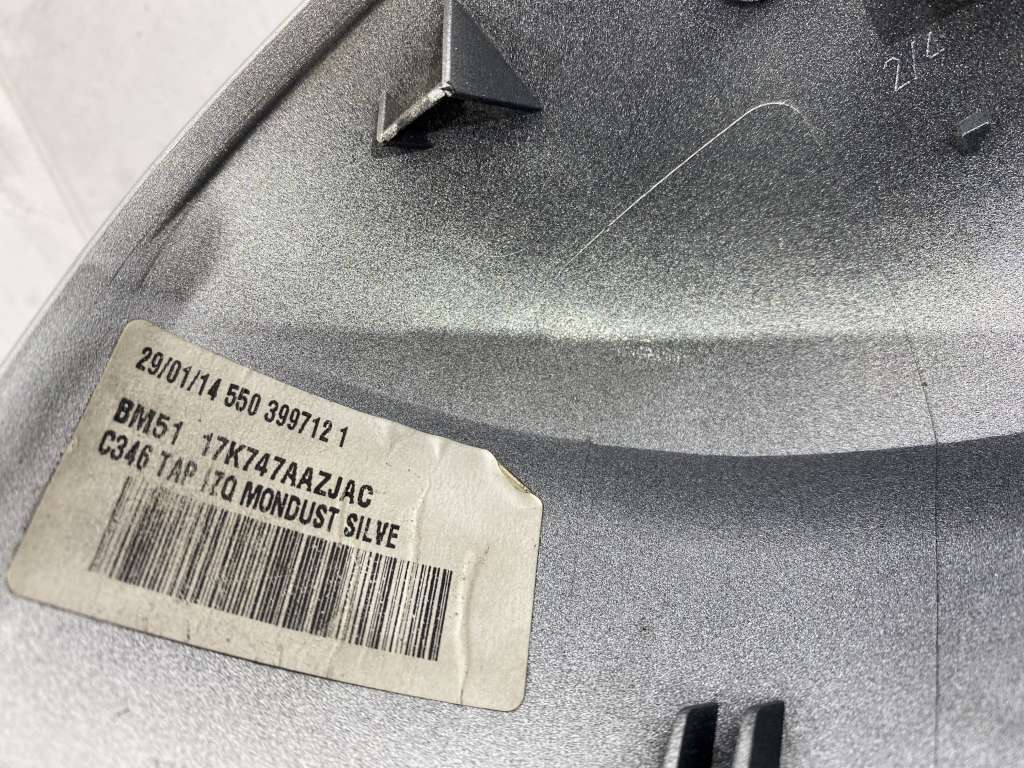 29/01/14 550 399712 1
BM51 17K747AAZJAC
C346 TAP IZQ MONDUST SILVE